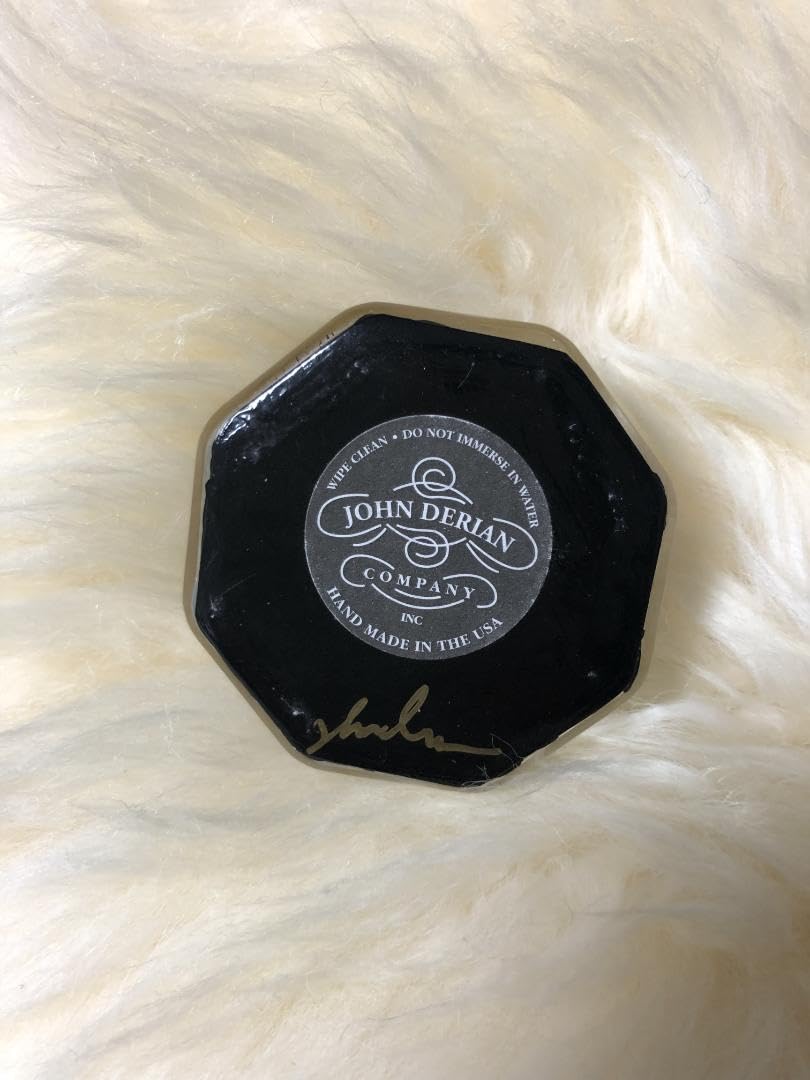 WIPE CLEAN • DO NOT IMMERSE IN WATER
JOHN DERIAN
COMPANY
INC
HAND MADE IN THE USA